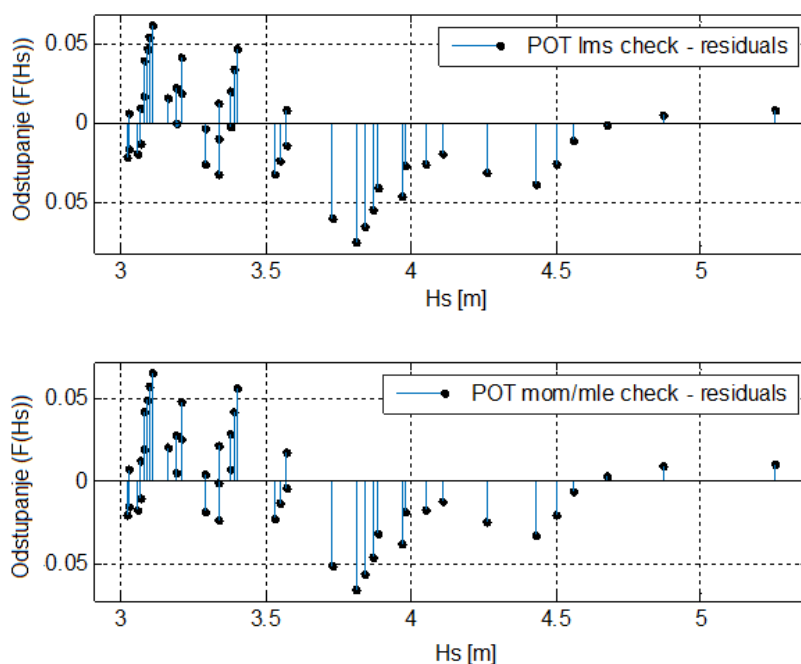 POT lms check - residuals
Odstupanje (F(Hs))
0.05
0
0.05
3 3.5 4 4.5 5
Hs [m]
POT mom/mle check - residuals
Odstupanje (F(Hs))
0.05
0
0.05
3 3.5 4 4.5 5
Hs [m]